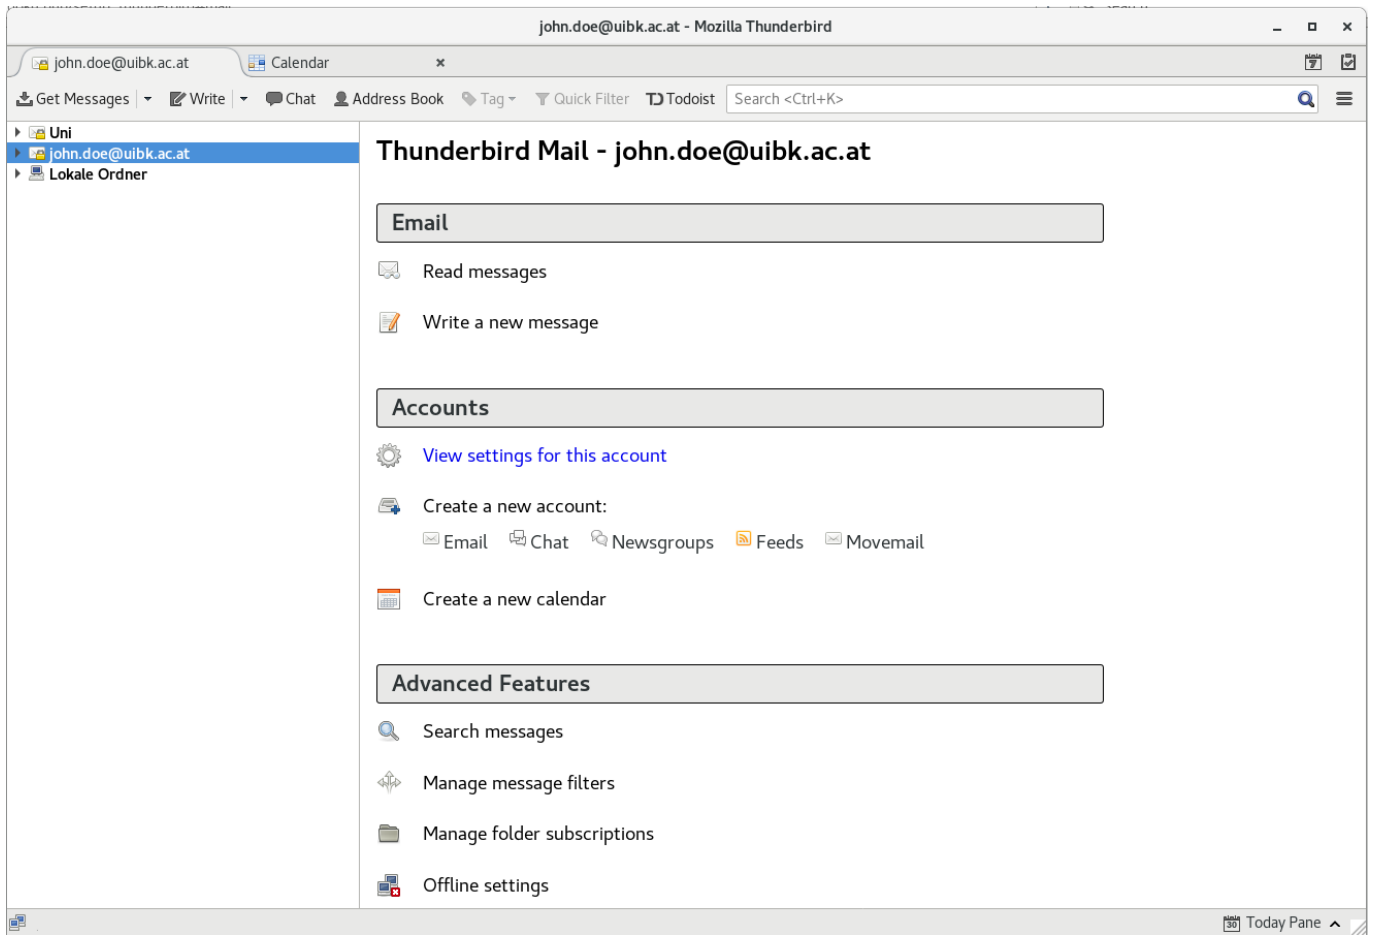 john.doe@uibk.ac.at - Mozilla Thunderbird
john.doe@uibk.ac.at Calendar
Get Messages Write Chat Address Book Tag Quick Filter Todoist Search <Ctrl+K>
Uni
john.doe@uibk.ac.at
Lokale Ordner
Thunderbird Mail - john.doe@uibk.ac.at
Email
Read messages
Write a new message
Accounts
View settings for this account
Create a new account:
Email Chat Newsgroups Feeds Movemail
Create a new calendar
Advanced Features
Search messages
Manage message filters
Manage folder subscriptions
Offline settings
30 Today Pane